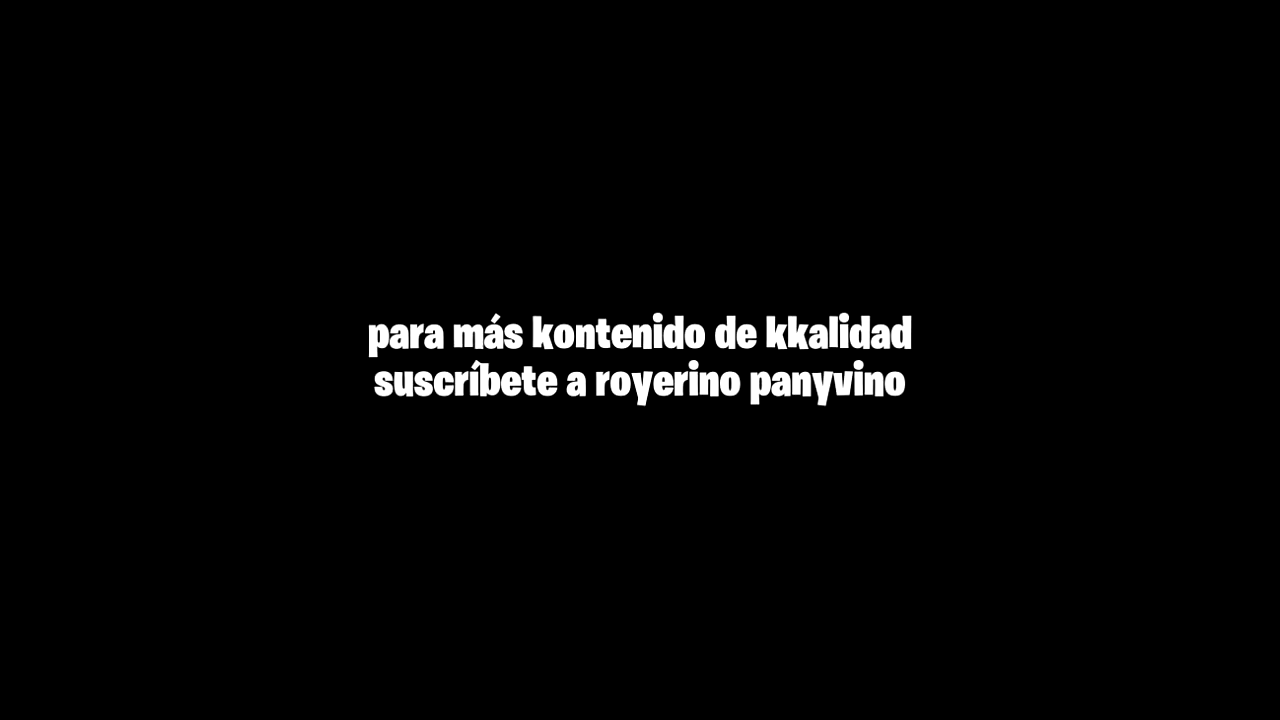 para más kontenido de kkalidad
suscríbete a royerino panyvino